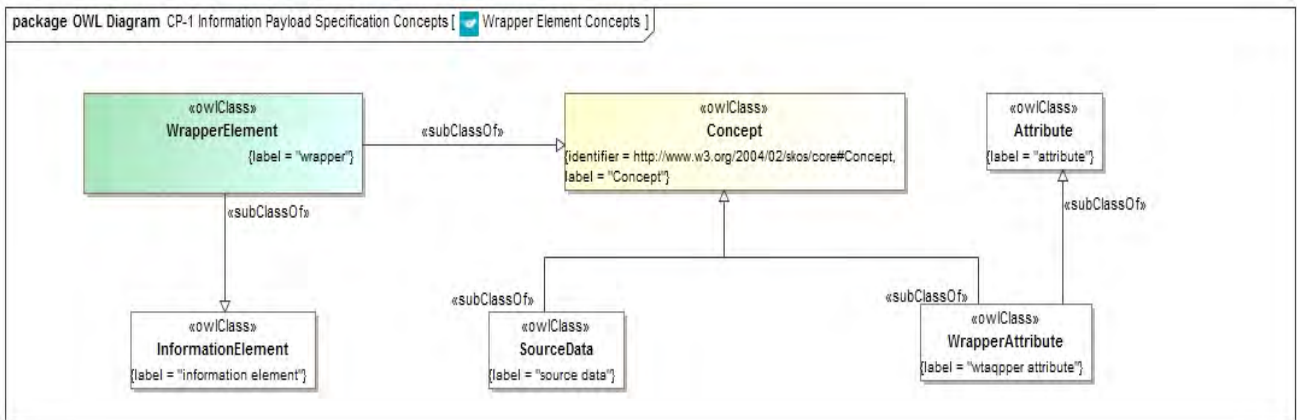 package OWL Diagram CP-1 Information Payload Specification Concepts [ Wrapper Element Concepts ]
«owlClass»
WrapperElement
{label = "wrapper"}
«subClassOf»
«owlClass»
Concept
{identifier = http://www.w3.org/2004/02/skos/core#Concept,
label = "Concept"}
«owlClass»
Attribute
{label = "attribute"}
«subClassOf»
«subClassOf»
«subClassOf»
«subClassOf»
«owlClass»
InformationElement
{label = "information element"}
«owlClass»
SourceData
{label = "source data"}
«owlClass»
WrapperAttribute
{label = "wtaqpper attribute"}